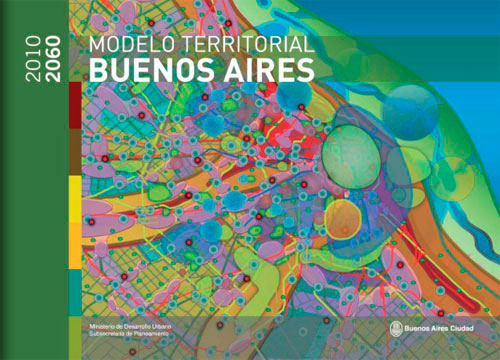 2010
2060
MODELO TERRITORIAL
BUENOS AIRES
Ministerio de Desarrollo Urbano
Subsecretaría de Planeamiento
Buenos Aires Ciudad